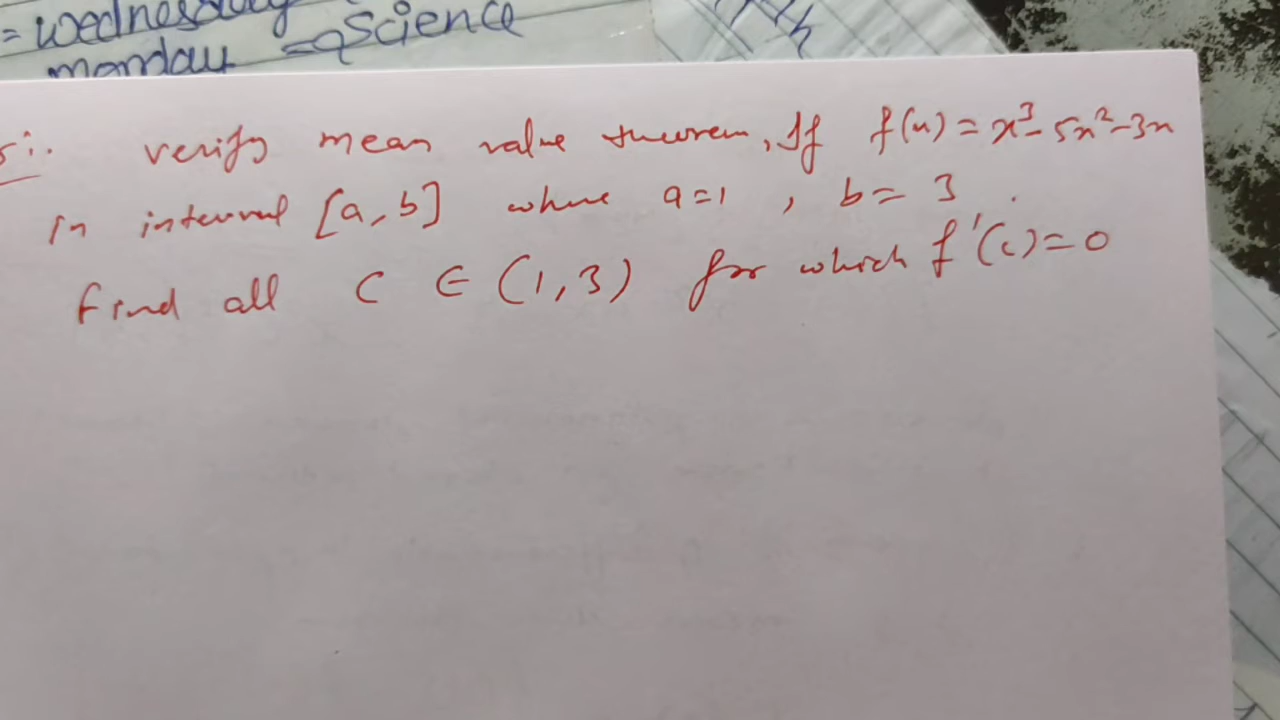 = wednesday
monday → Science
5:. verify mean value theorem, If f(x) = x³- 5x²-3x
in interval [a, b] where a=1 , b= 3 .
find all C ∈ (1,3) for which f'(c)=0